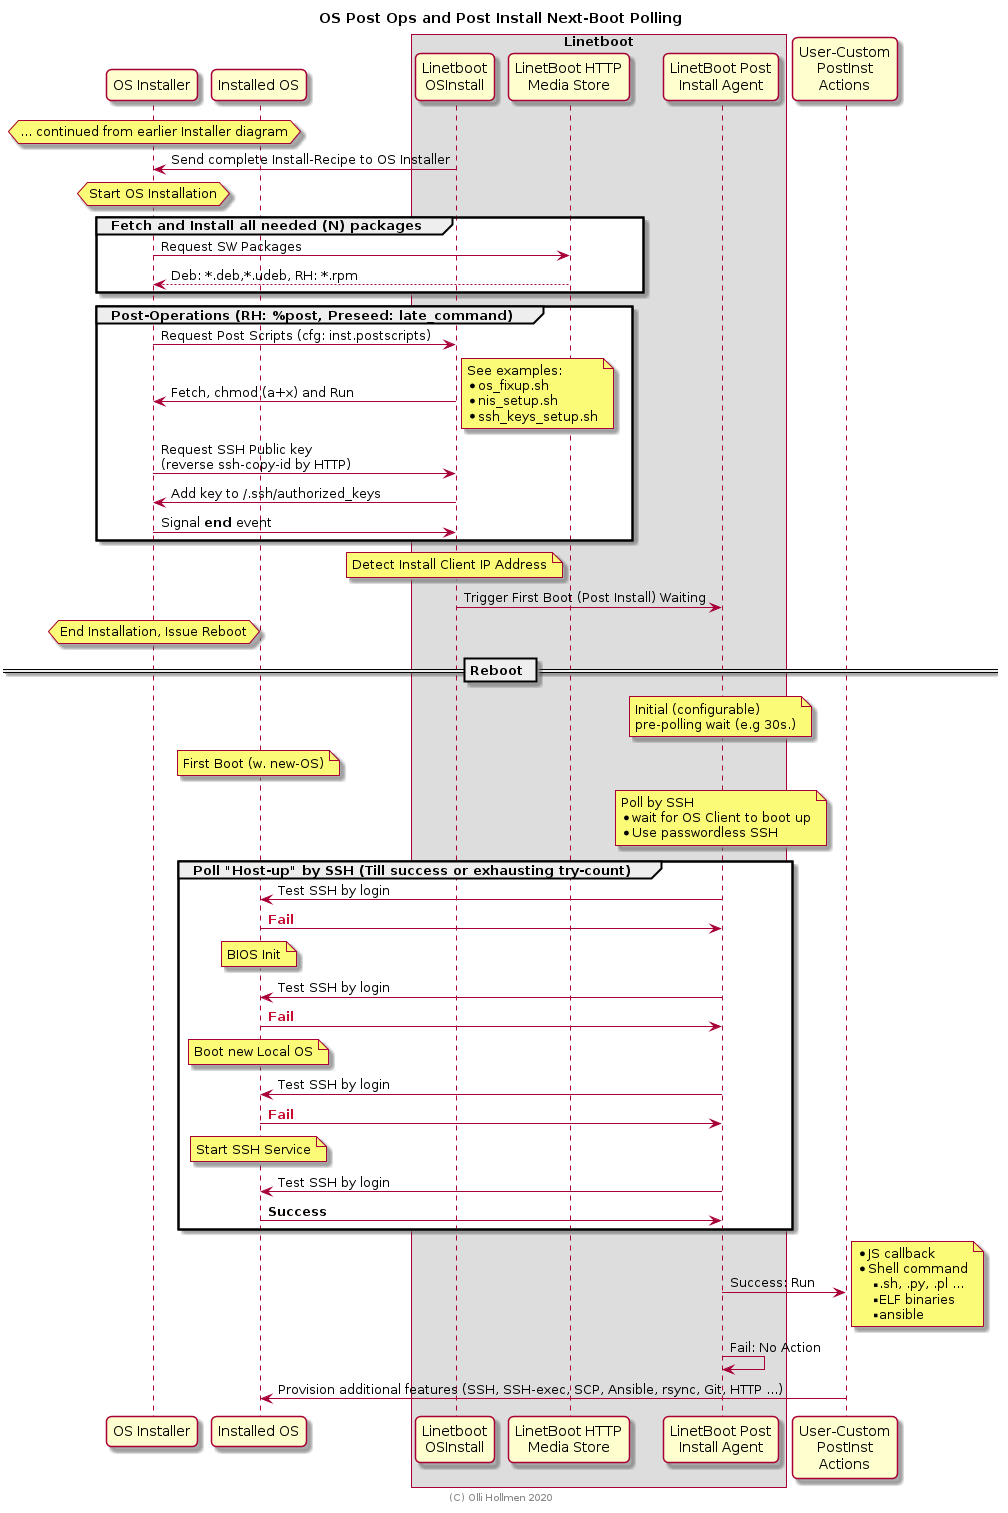 OS Post Ops and Post Install Next-Boot Polling
Linetboot
OS Installer
Installed OS
Linetboot
OSInstall
LinetBoot HTTP
Media Store
LinetBoot Post
Install Agent
User-Custom
PostInst
Actions
... continued from earlier Installer diagram
Send complete Install-Recipe to OS Installer
Start OS Installation
Fetch and Install all needed (N) packages
Request SW Packages
Deb: *.deb,*.udeb, RH: *.rpm
Post-Operations (RH: %post, Preseed: late_command)
Request Post Scripts (cfg: inst.postscripts)
See examples:
• os_fixup.sh
• nis_setup.sh
• ssh_keys_setup.sh
Fetch, chmod (a+x) and Run
Request SSH Public key
(reverse ssh-copy-id by HTTP)
Add key to /.ssh/authorized_keys
Signal end event
Detect Install Client IP Address
Trigger First Boot (Post Install) Waiting
End Installation, Issue Reboot
Reboot
Initial (configurable)
pre-polling wait (e.g 30s.)
First Boot (w. new-OS)
Poll by SSH
• wait for OS Client to boot up
• Use passwordless SSH
Poll "Host-up" by SSH (Till success or exhausting try-count)
Test SSH by login
Fail
BIOS Init
Test SSH by login
Fail
Boot new Local OS
Test SSH by login
Fail
Start SSH Service
Test SSH by login
Success
• JS callback
• Shell command
▪ .sh, .py, .pl ...
▪ ELF binaries
▪ ansible
Success: Run
Fail: No Action
Provision additional features (SSH, SSH-exec, SCP, Ansible, rsync, Git, HTTP ...)
OS Installer
Installed OS
Linetboot
OSInstall
LinetBoot HTTP
Media Store
LinetBoot Post
Install Agent
User-Custom
PostInst
Actions
(C) Olli Hollmen 2020